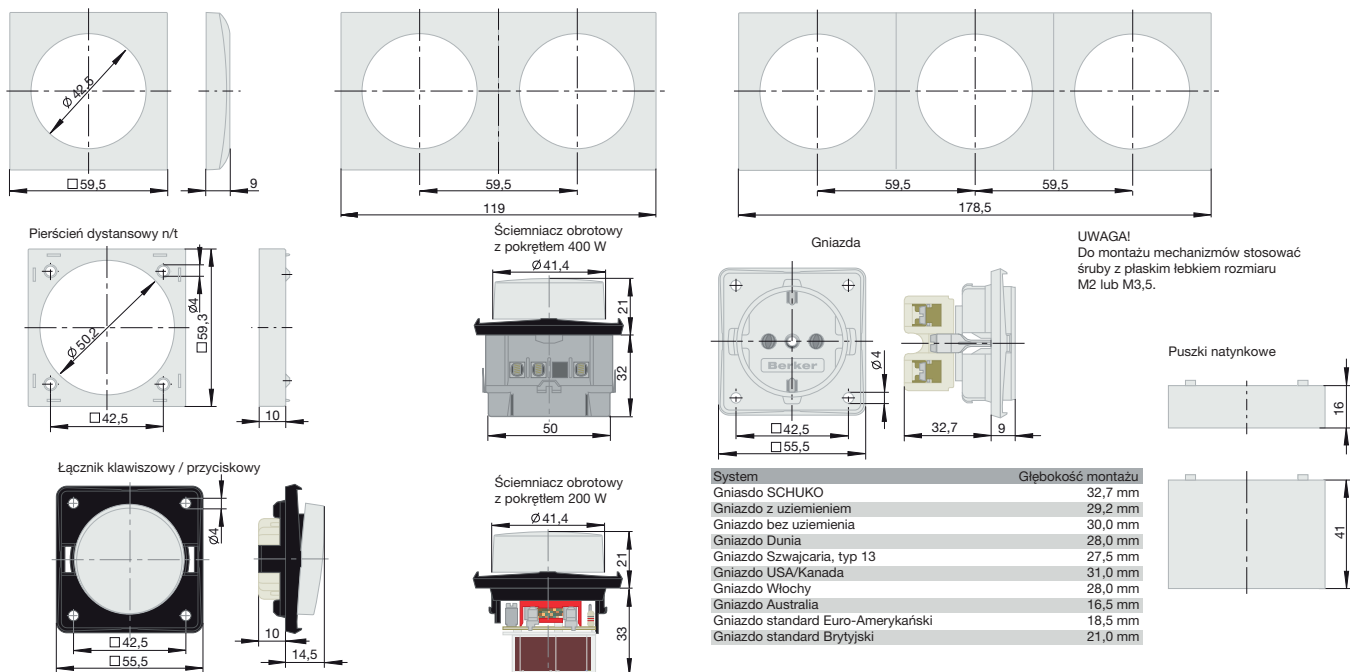 Ø 42,5
□ 59,5
9
59,5
119
59,5
59,5
178,5
Pierścień dystansowy n/t
Ø 50,2
Ø4
□ 59,3
□ 42,5
10
Ściemniacz obrotowy
z pokrętłem 400 W
Ø 41,4
21
32
50
Gniazda
Berker
Ø 4
□ 42,5
□ 55,5
32,7
9
UWAGA!
Do montażu mechanizmów stosować
śruby z płaskim łebkiem rozmiaru
M2 lub M3,5.
Puszki natynkowe
16
41
Łącznik klawiszowy / przyciskowy
Ø4
□ 42,5
□ 55,5
10
14,5
Ściemniacz obrotowy
z pokrętłem 200 W
Ø 41,4
21
33
System Głębokość montażu
Gniasdo SCHUKO 32,7 mm
Gniazdo z uziemieniem 29,2 mm
Gniazdo bez uziemienia 30,0 mm
Gniazdo Dunia 28,0 mm
Gniazdo Szwajcaria, typ 13 27,5 mm
Gniazdo USA/Kanada 31,0 mm
Gniazdo Włochy 28,0 mm
Gniazdo Australia 16,5 mm
Gniazdo standard Euro-Amerykański 18,5 mm
Gniazdo standard Brytyjski 21,0 mm